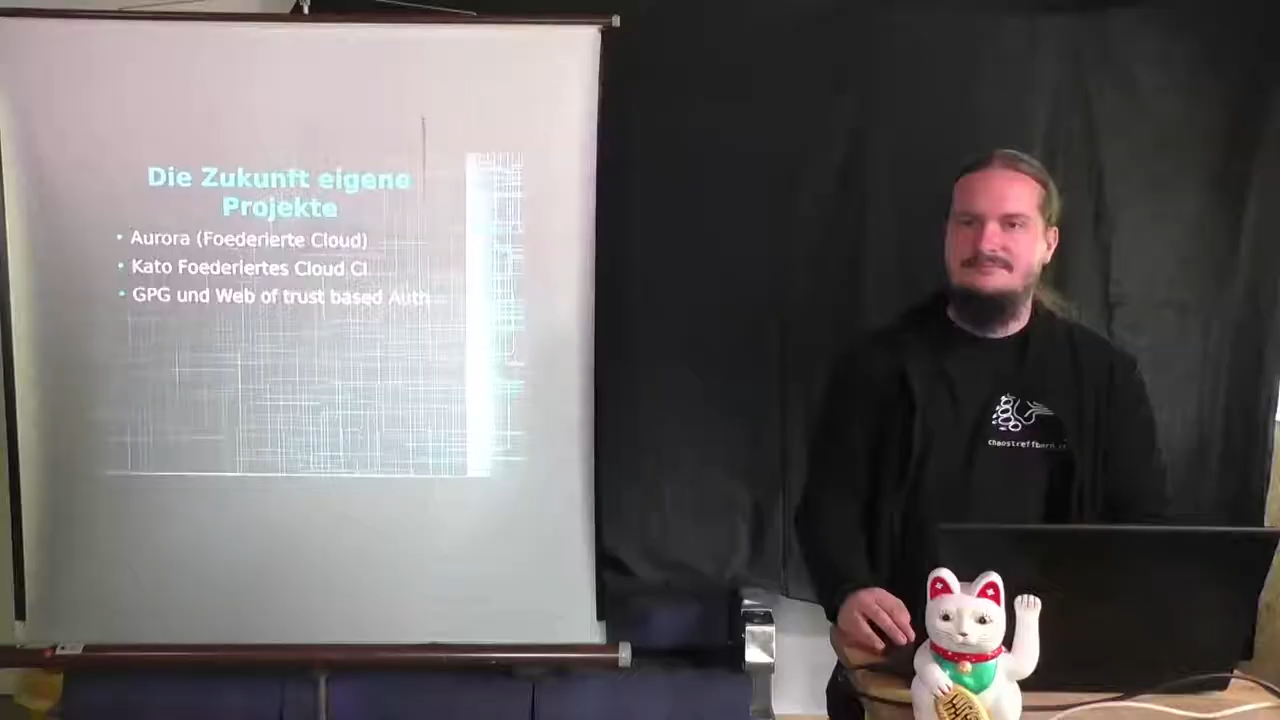 Die Zukunft eigene
Projekte
• Aurora (Foederierte Cloud)
• Kato Foederiertes Cloud CI
• GPG und Web of trust based Auth